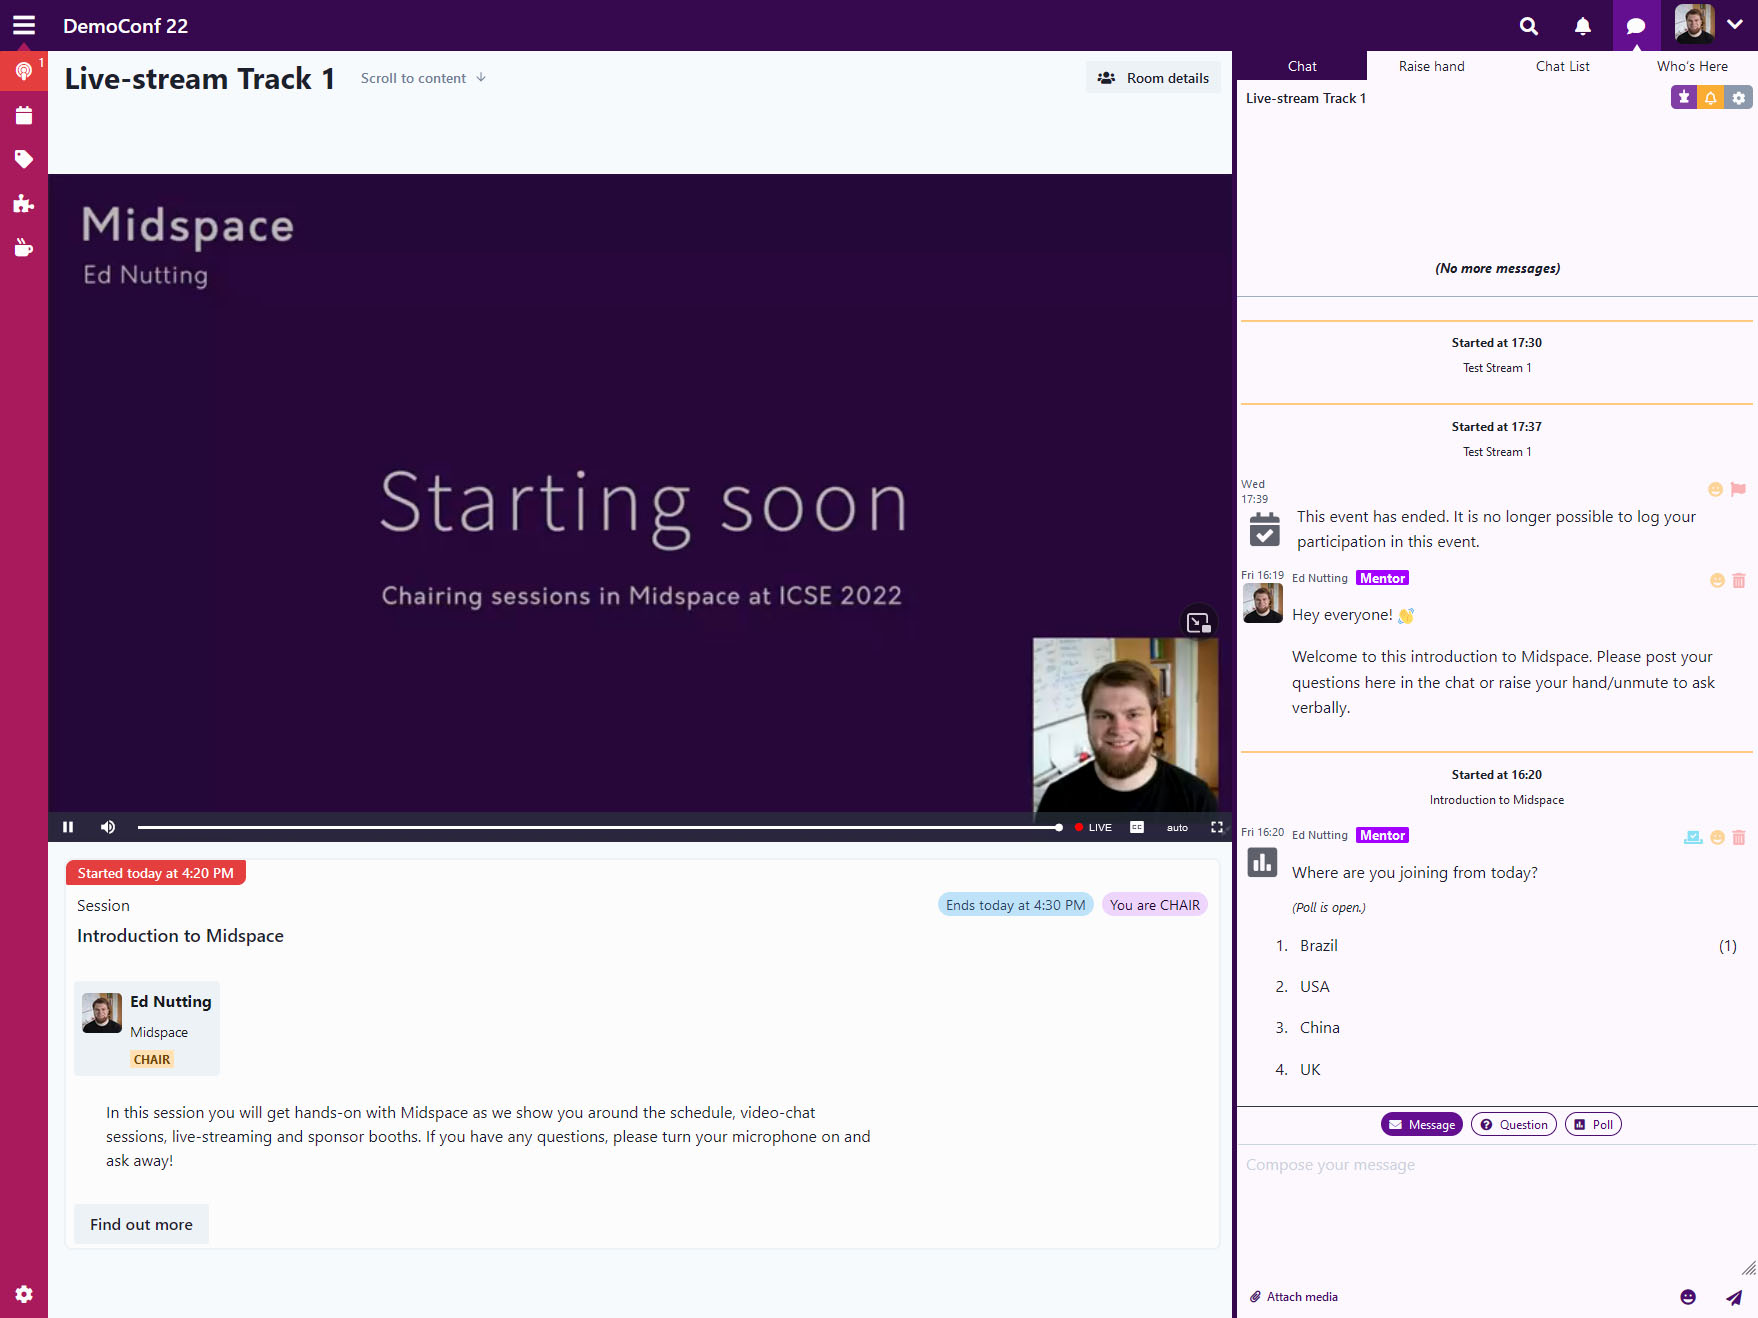 DemoConf 22
1
Live-stream Track 1
Scroll to content
Room details
Midspace
Ed Nutting
Starting soon
Chairing sessions in Midspace at ICSE 2022
LIVE
CC
auto
Started today at 4:20 PM
Session
Ends today at 4:30 PM
You are CHAIR
Introduction to Midspace
Ed Nutting
Midspace
CHAIR
In this session you will get hands-on with Midspace as we show you around the schedule, video-chat
sessions, live-streaming and sponsor booths. If you have any questions, please turn your microphone on and
ask away!
Find out more
Chat
Raise hand
Chat List
Who's Here
Live-stream Track 1
(No more messages)
Started at 17:30
Test Stream 1
Started at 17:37
Test Stream 1
Wed
17:39
This event has ended. It is no longer possible to log your
participation in this event.
Fri 16:19
Ed Nutting Mentor
Hey everyone! 👋
Welcome to this introduction to Midspace. Please post your
questions here in the chat or raise your hand/unmute to ask
verbally.
Started at 16:20
Introduction to Midspace
Fri 16:20
Ed Nutting Mentor
Where are you joining from today?
(Poll is open.)
1. Brazil (1)
2. USA
3. China
4. UK
Message
Question
Poll
Compose your message
Attach media